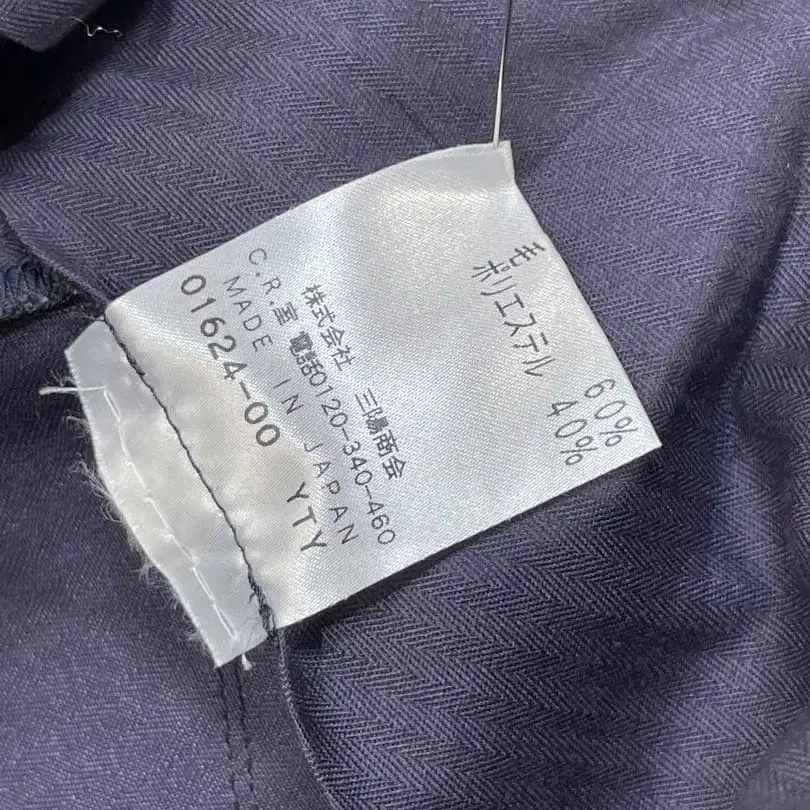 毛 60%
ポリエステル 40%
株式会社 三陽商会
C.R.室 電話0120-340-460
MADE IN JAPAN
01624-00 YTY